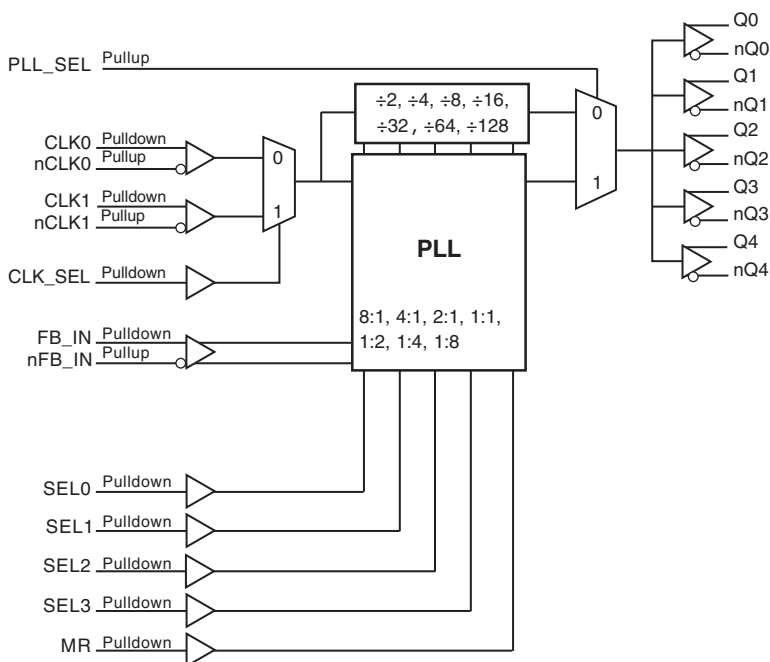 PLL_SEL Pullup
÷2, ÷4, ÷8, ÷16,
÷32, ÷64, ÷128
CLK0 Pulldown
nCLK0 Pullup
0
1
CLK1 Pulldown
nCLK1 Pullup
CLK_SEL Pulldown
PLL
8:1, 4:1, 2:1, 1:1,
1:2, 1:4, 1:8
FB_IN Pulldown
nFB_IN Pullup
0
1
Q0
nQ0
Q1
nQ1
Q2
nQ2
Q3
nQ3
Q4
nQ4
SEL0 Pulldown
SEL1 Pulldown
SEL2 Pulldown
SEL3 Pulldown
MR Pulldown